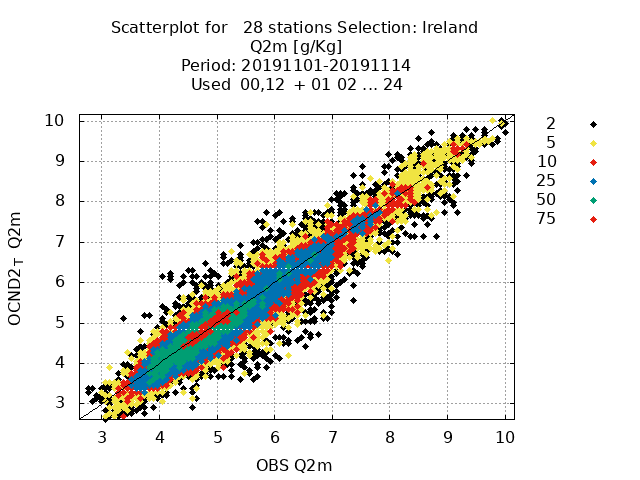 Scatterplot for 28 stations Selection: Ireland
Q2m [g/Kg]
Period: 20191101-20191114
Used 00,12 + 01 02 ... 24
10
9
8
7
6
5
4
3
OCND2T Q2m
3 4 5 6 7 8 9 10
OBS Q2m
2
5
10
25
50
75